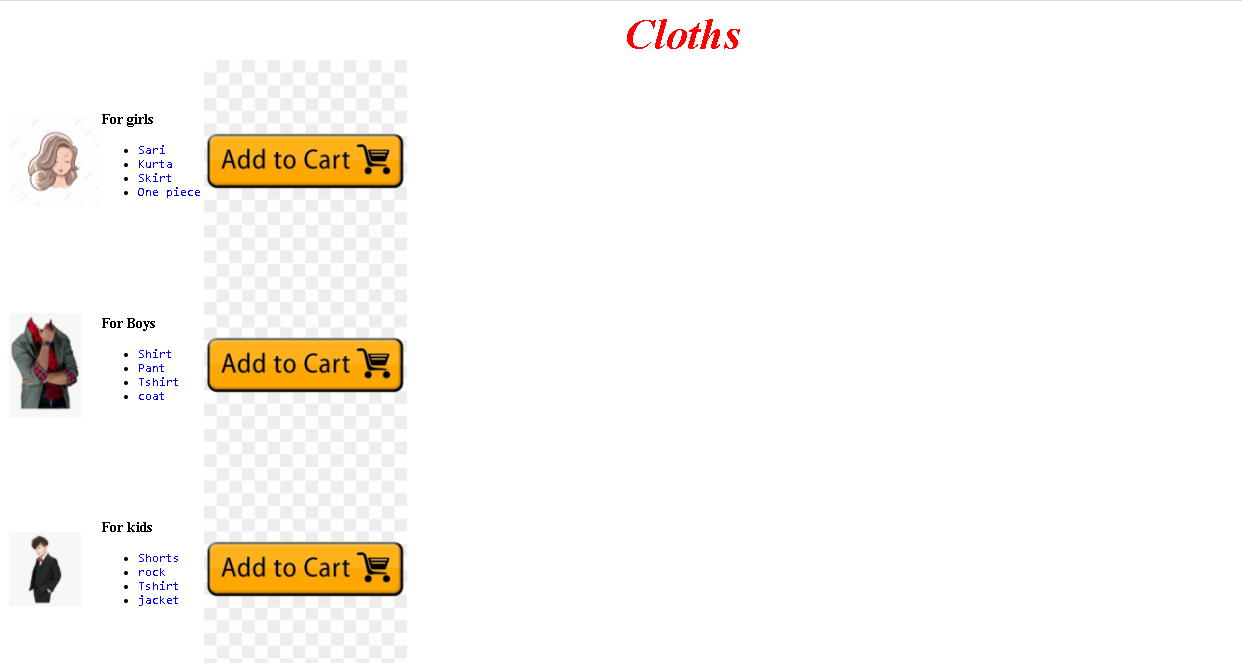 Cloths
For girls
Sari
Kurta
Skirt
One piece
Add to Cart
For Boys
Shirt
Pant
Tshirt
coat
Add to Cart
For kids
Shorts
rock
Tshirt
jacket
Add to Cart